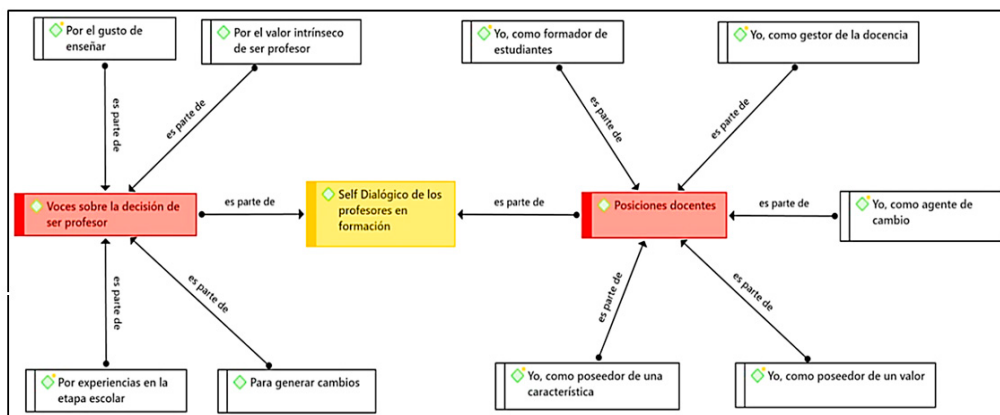 Por el gusto de
enseñar
Por el valor intrínseco
de ser profesor
Yo, como formador de
estudiantes
Yo, como gestor de la docencia
es parte de
es parte de
es parte de
es parte de
Voces sobre la decisión de
ser profesor
es parte de
Self Dialógico de los
profesores en
formación
es parte de
Posiciones docentes
es parte de
Yo, como agente de
cambio
es parte de
es parte de
es parte de
es parte de
Por experiencias en la
etapa escolar
Para generar cambios
Yo, como poseedor de una
característica
Yo, como poseedor de un valor